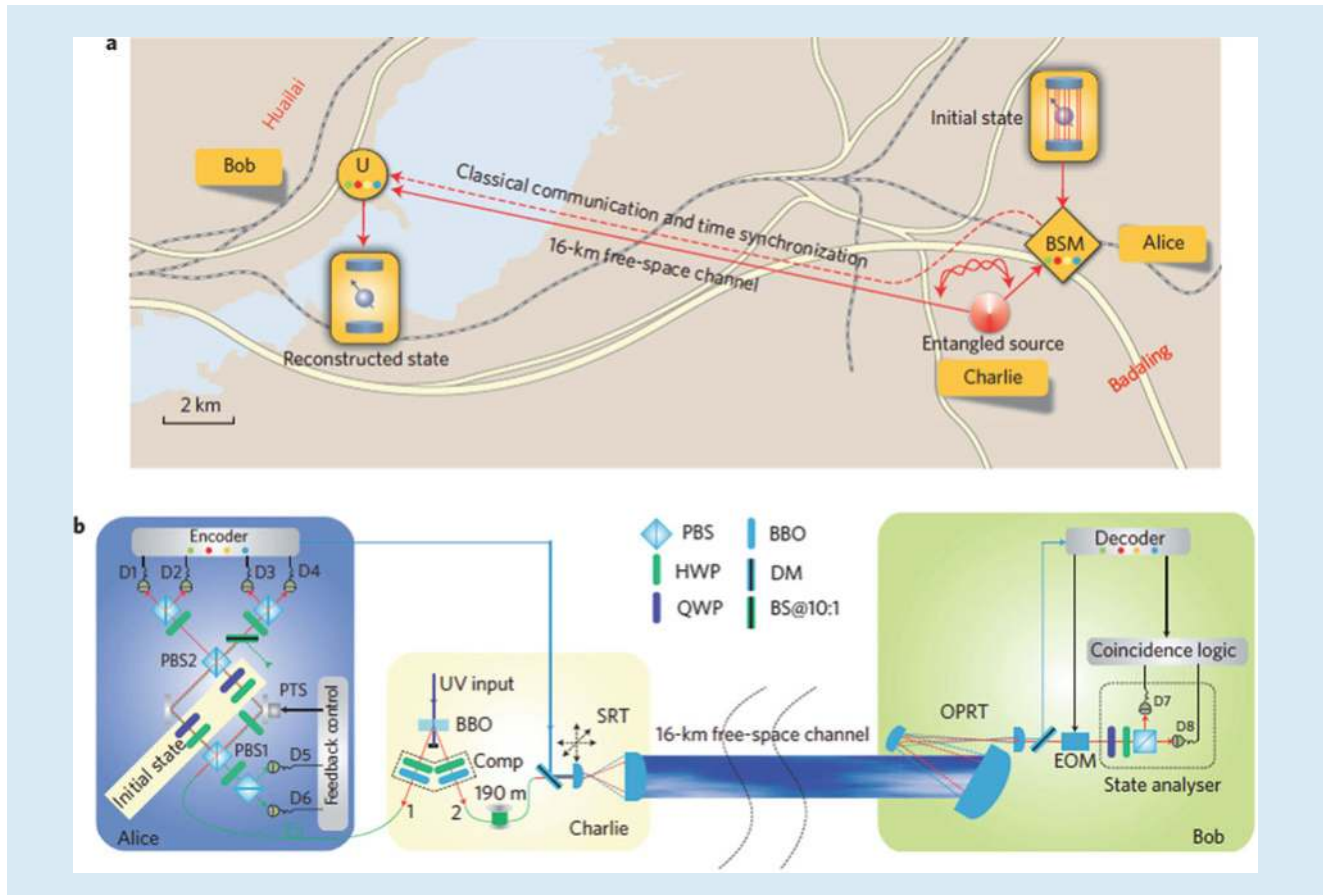 a
Huailai
Bob
U
Reconstructed state
2 km
Classical communication and time synchronization
16-km free-space channel
Initial state
BSM
Alice
Entangled source
Charlie
Badaling
b
Encoder
D1
D2
D3
D4
PBS2
PTS
Initial state
PBS1
D5
D6
Feedback control
Alice
PBS
BBO
HWP
DM
QWP
BS@10:1
UV input
BBO
Comp
190 m
1
2
SRT
Charlie
16-km free-space channel
OPRT
Decoder
Coincidence logic
D7
D8
EOM
State analyser
Bob